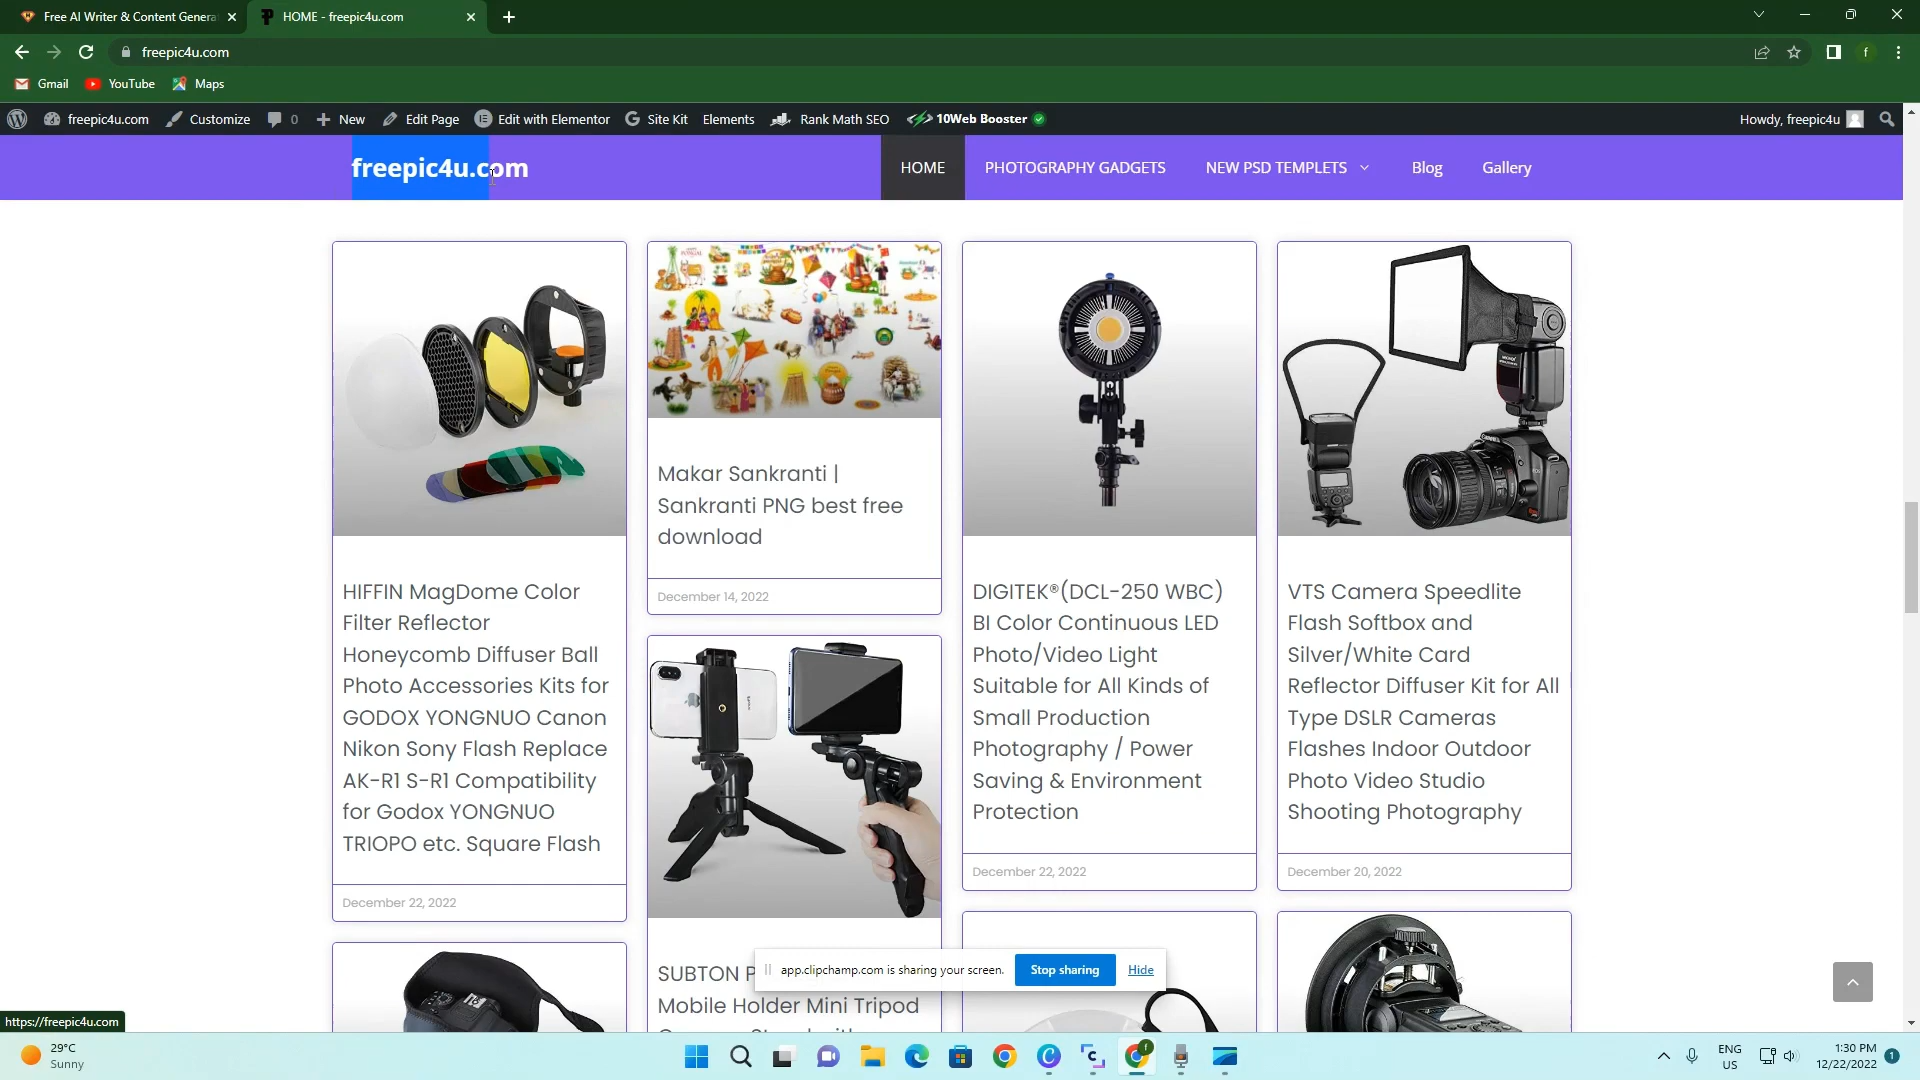 Free AI Writer & Content Genera
HOME - freepic4u.com
freepic4u.com
Gmail
YouTube
Maps
freepic4u.com
Customize
0
New
Edit Page
Edit with Elementor
Site Kit
Elements
Rank Math SEO
10Web Booster
Howdy, freepic4u
freepic4u.com
HOME
PHOTOGRAPHY GADGETS
NEW PSD TEMPLETS
Blog
Gallery
HIFFIN MagDome Color
Filter Reflector
Honeycomb Diffuser Ball
Photo Accessories Kits for
GODOX YONGNUO Canon
Nikon Sony Flash Replace
AK-R1 S-R1 Compatibility
for Godox YONGNUO
TRIOPO etc. Square Flash
December 22, 2022
Makar Sankranti |
Sankranti PNG best free
download
December 14, 2022
SUBTON P
Mobile Holder Mini Tripod
DIGITEK®(DCL-250 WBC)
BI Color Continuous LED
Photo/Video Light
Suitable for All Kinds of
Small Production
Photography / Power
Saving & Environment
Protection
December 22, 2022
VTS Camera Speedlite
Flash Softbox and
Silver/White Card
Reflector Diffuser Kit for All
Type DSLR Cameras
Flashes Indoor Outdoor
Photo Video Studio
Shooting Photography
December 20, 2022
app.clipchamp.com is sharing your screen.
Stop sharing
Hide
https://freepic4u.com
29°C
Sunny
ENG
US
1:30 PM
12/22/2022
1